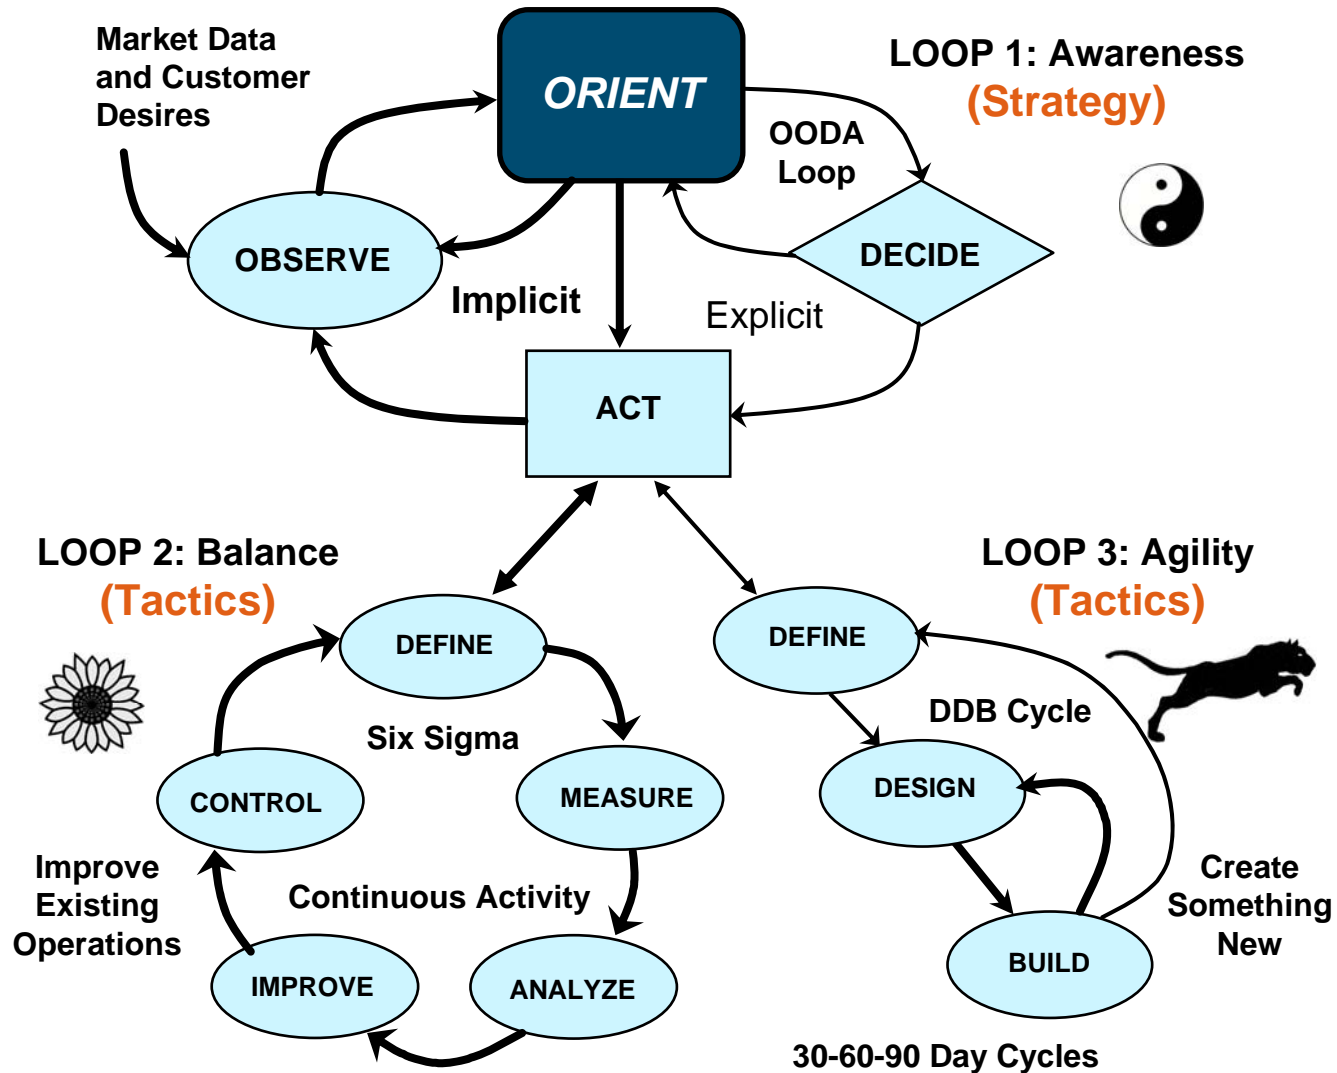 Market Data
and Customer
Desires
ORIENT
LOOP 1: Awareness
(Strategy)
OODA
Loop
OBSERVE
DECIDE
Implicit
Explicit
ACT
LOOP 2: Balance
(Tactics)
LOOP 3: Agility
(Tactics)
DEFINE
Six Sigma
CONTROL
MEASURE
Improve
Existing
Operations
Continuous Activity
IMPROVE
ANALYZE
DEFINE
DDB Cycle
DESIGN
Create
Something
New
BUILD
30-60-90 Day Cycles